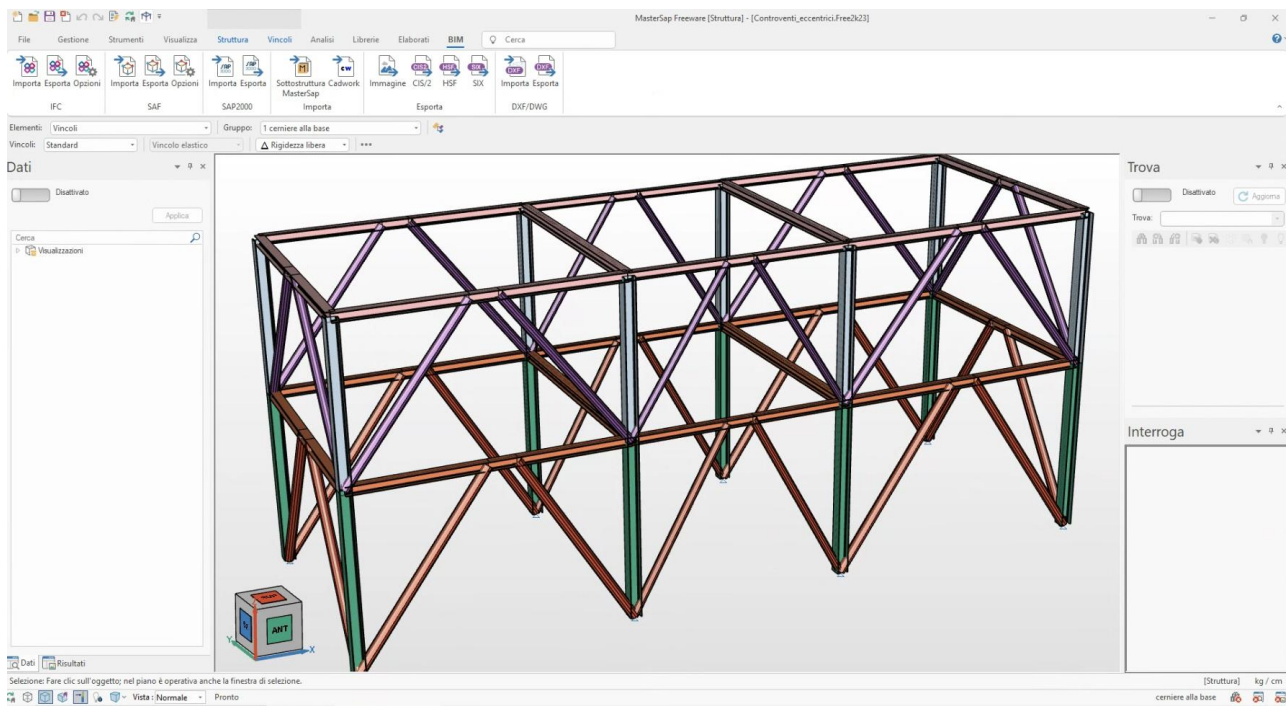 MasterSap Freeware [Struttura] - [Controventi_eccentrici.Free2k23]
File Gestione Strumenti Visualizza Struttura Vincoli Analisi Librerie Elaborati BIM Cerca
Importa Esporta Opzioni Importa Esporta Opzioni Importa Esporta Sottostruttura Cadwork Immagine CIS/2 HSF SIX Importa Esporta
MasterSap
IFC SAF SAP2000 Importa Esporta DXF/DWG
Elementi: Vincoli Gruppo: 1 cerniere alla base
Vincoli: Standard Vincolo elastico Rigidezza libera
Dati
Disattivato
Applica
Cerca
Visualizzazioni
Trova
Disattivato Aggiorna
Trova:
Interroga
ANT
Y
X
Dati Risultati
Selezione: Fare clic sull'oggetto; nel piano è operativa anche la finestra di selezione. [Struttura] kg / cm
Vista : Normale Pronto cerniere alla base